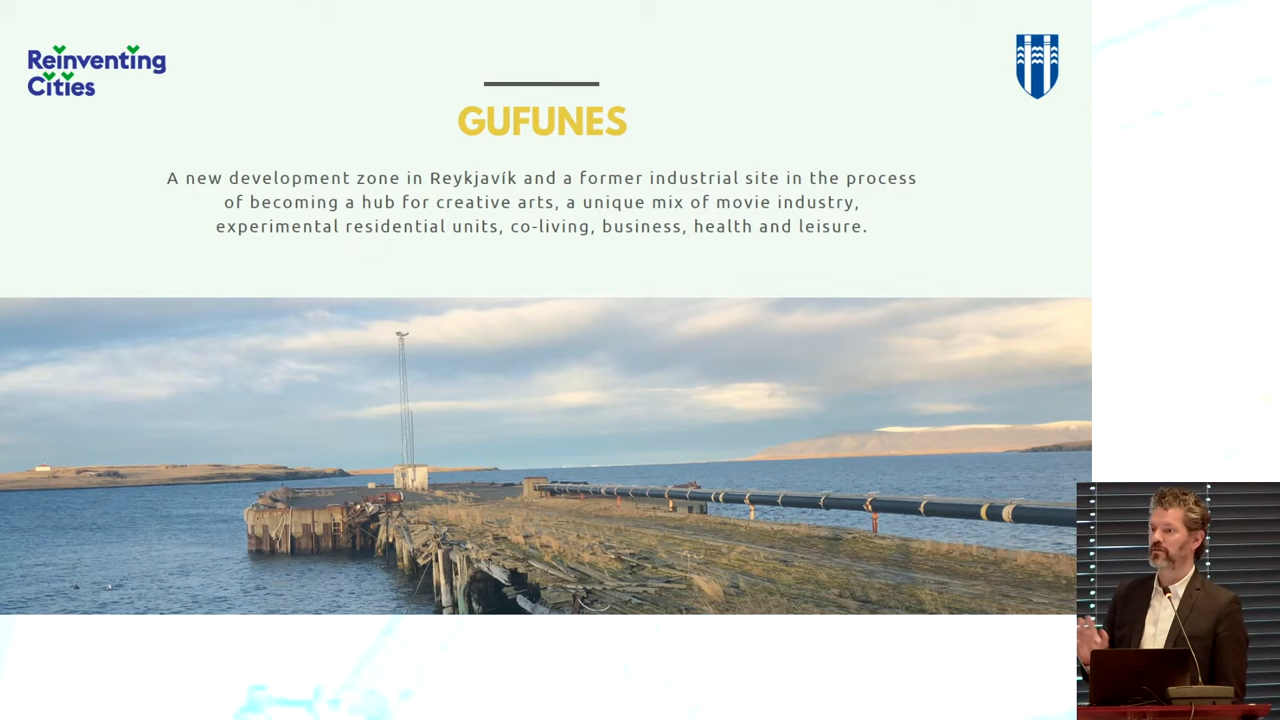 Reinventing
Cities
GUFUNES
A new development zone in Reykjavík and a former industrial site in the process
of becoming a hub for creative arts, a unique mix of movie industry,
experimental residential units, co-living, business, health and leisure.